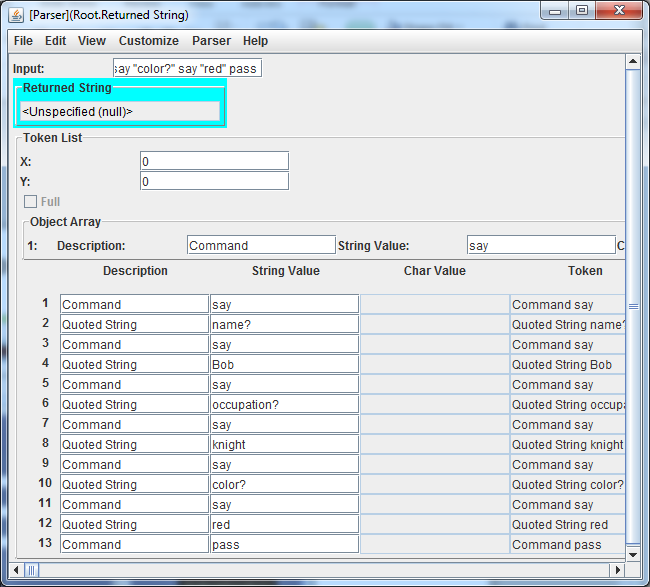 [Parser](Root.Returned String)
File Edit View Customize Parser Help
Input: say "color?" say "red" pass
Returned String
<Unspecified (null)>
Token List
X: 0
Y: 0
Full
Object Array
1: Description: Command String Value: say C
Description String Value Char Value Token
1 Command say Command say
2 Quoted String name? Quoted String name?
3 Command say Command say
4 Quoted String Bob Quoted String Bob
5 Command say Command say
6 Quoted String occupation? Quoted String occupa
7 Command say Command say
8 Quoted String knight Quoted String knight
9 Command say Command say
10 Quoted String color? Quoted String color?
11 Command say Command say
12 Quoted String red Quoted String red
13 Command pass Command pass